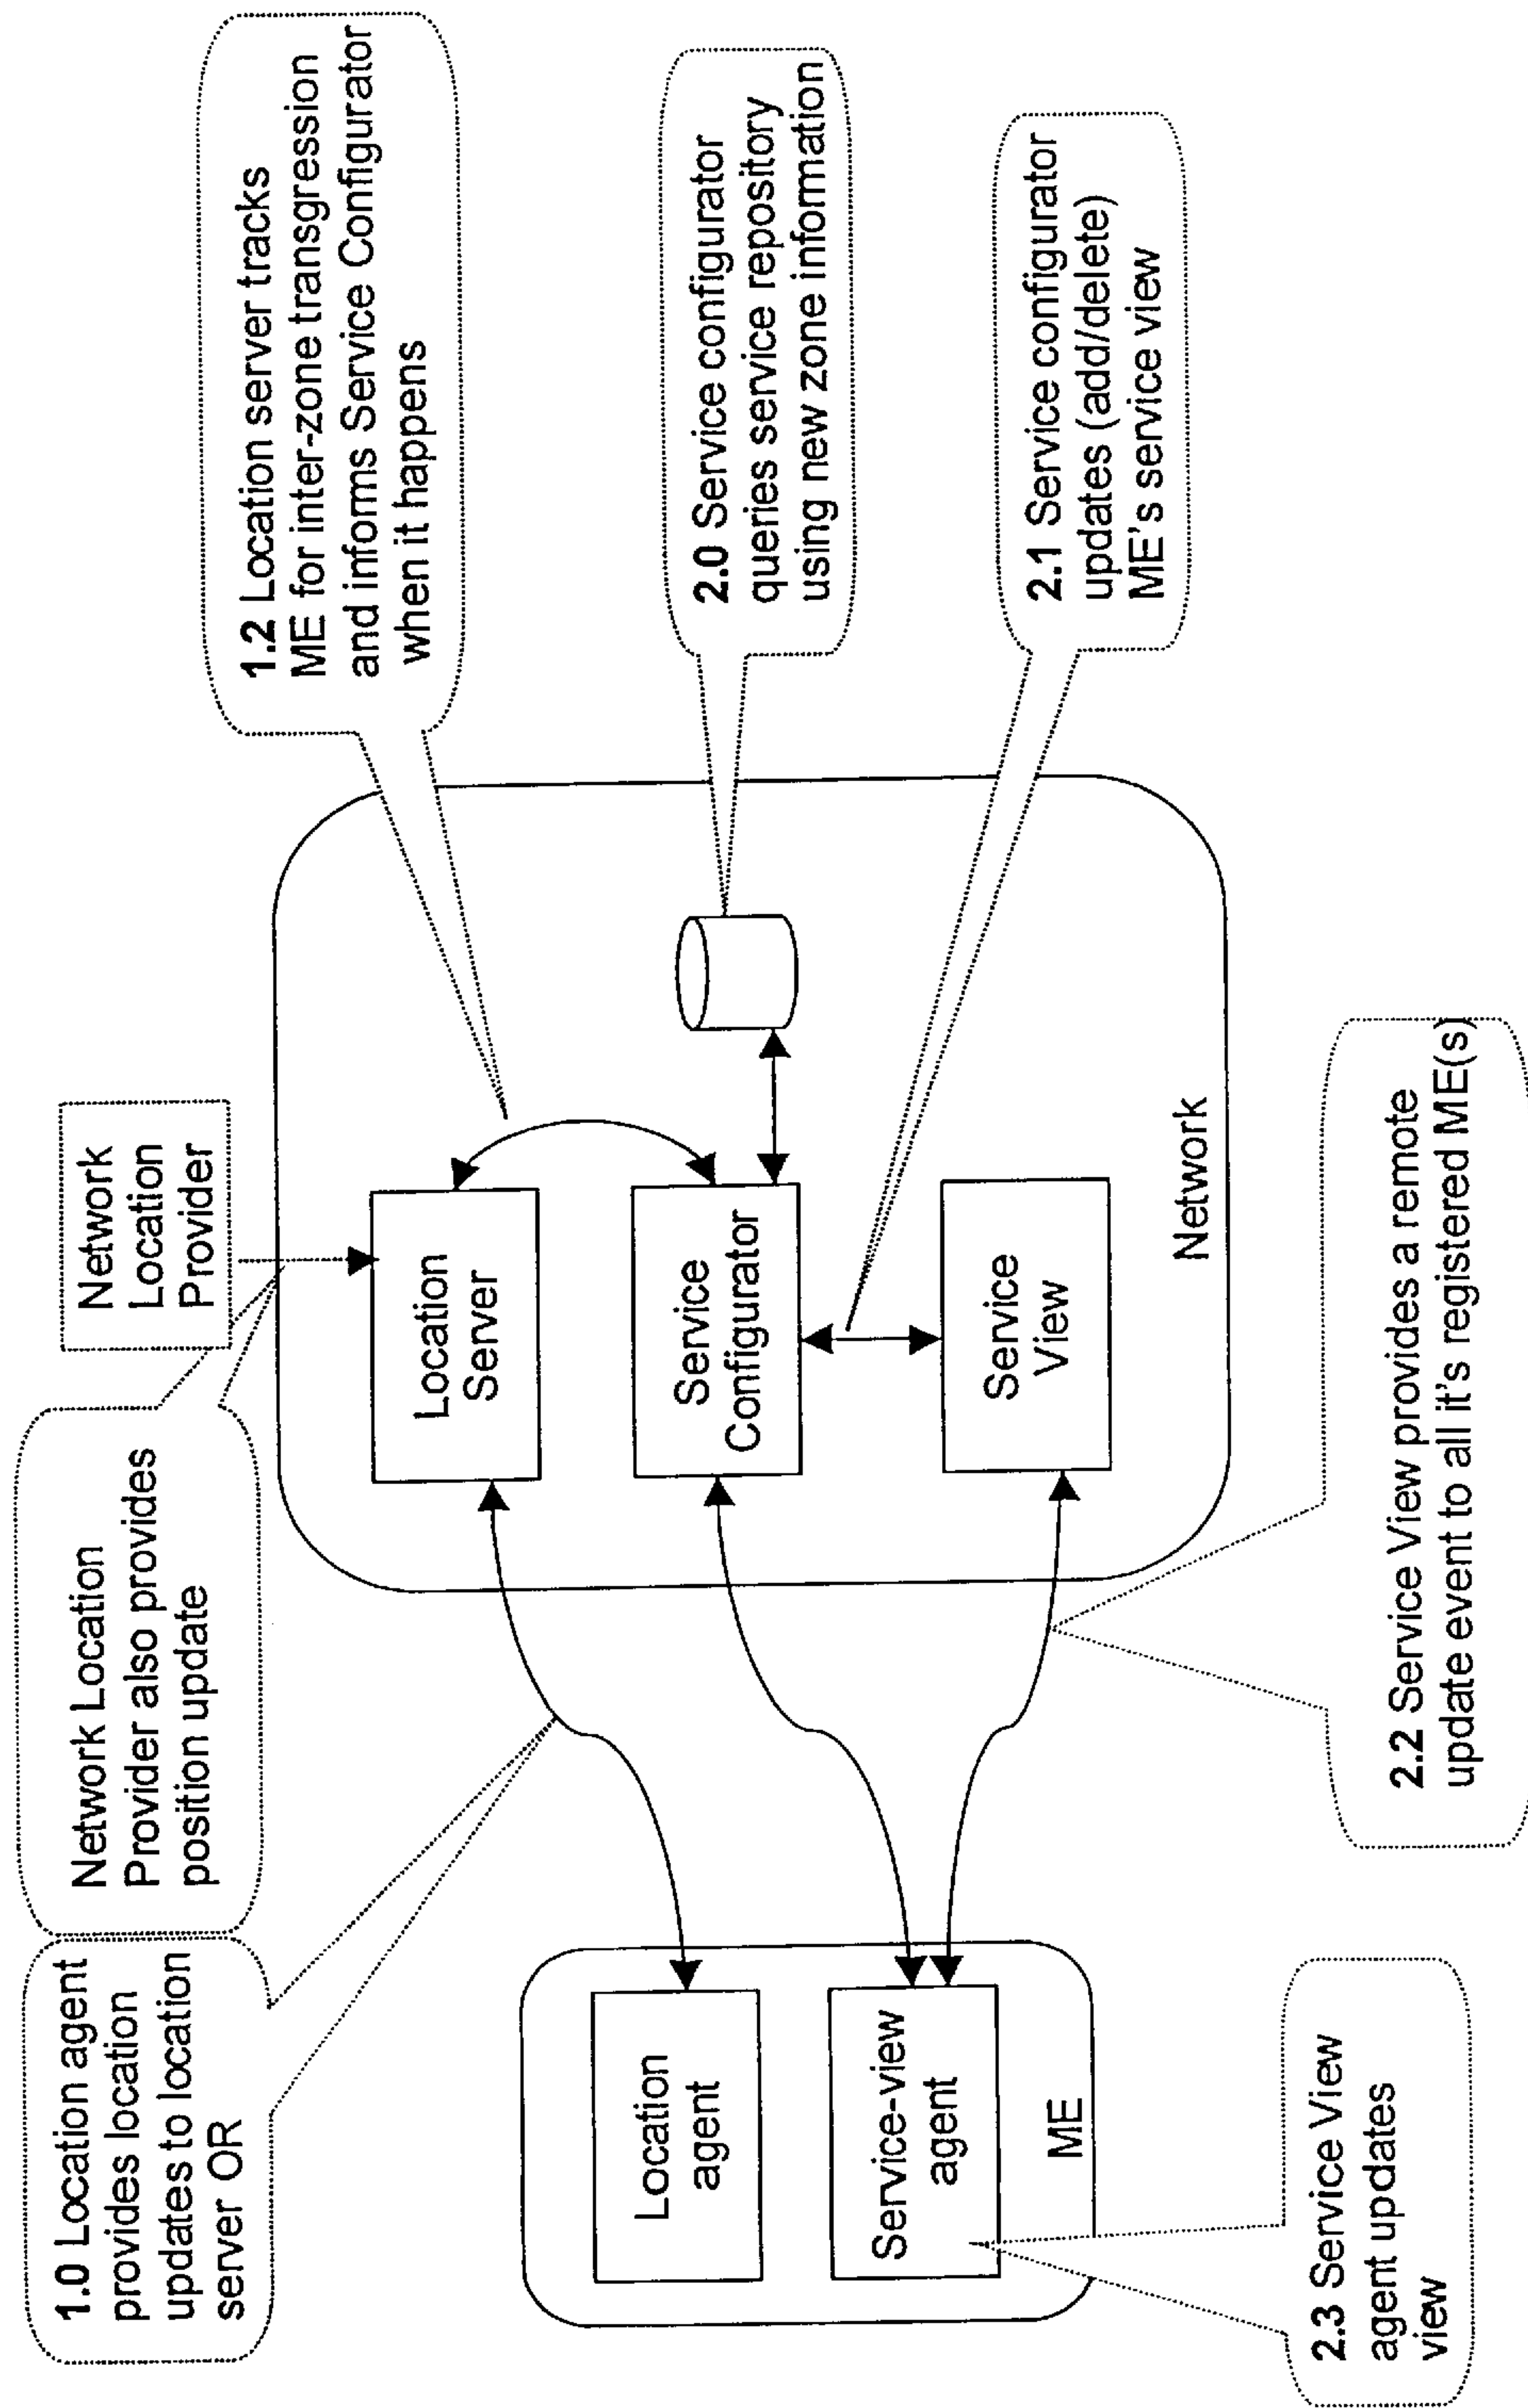 1.0 Location agent
provides location
updates to location
server OR
Network Location
Provider also provides
position update
Network
Location
Provider
1.2 Location server tracks
ME for inter-zone transgression
and informs Service Configurator
when it happens
Location
agent
Service-view
agent
ME
Location
Server
Service
Configurator
Service
View
Network
2.0 Service configurator
queries service repository
using new zone information
2.1 Service configurator
updates (add/delete)
ME's service view
2.3 Service View
agent updates
view
2.2 Service View provides a remote
update event to all it's registered ME(s)